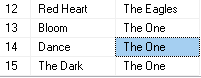 12 Red Heart The Eagles
13 Bloom The One
14 Dance The One
15 The Dark The One